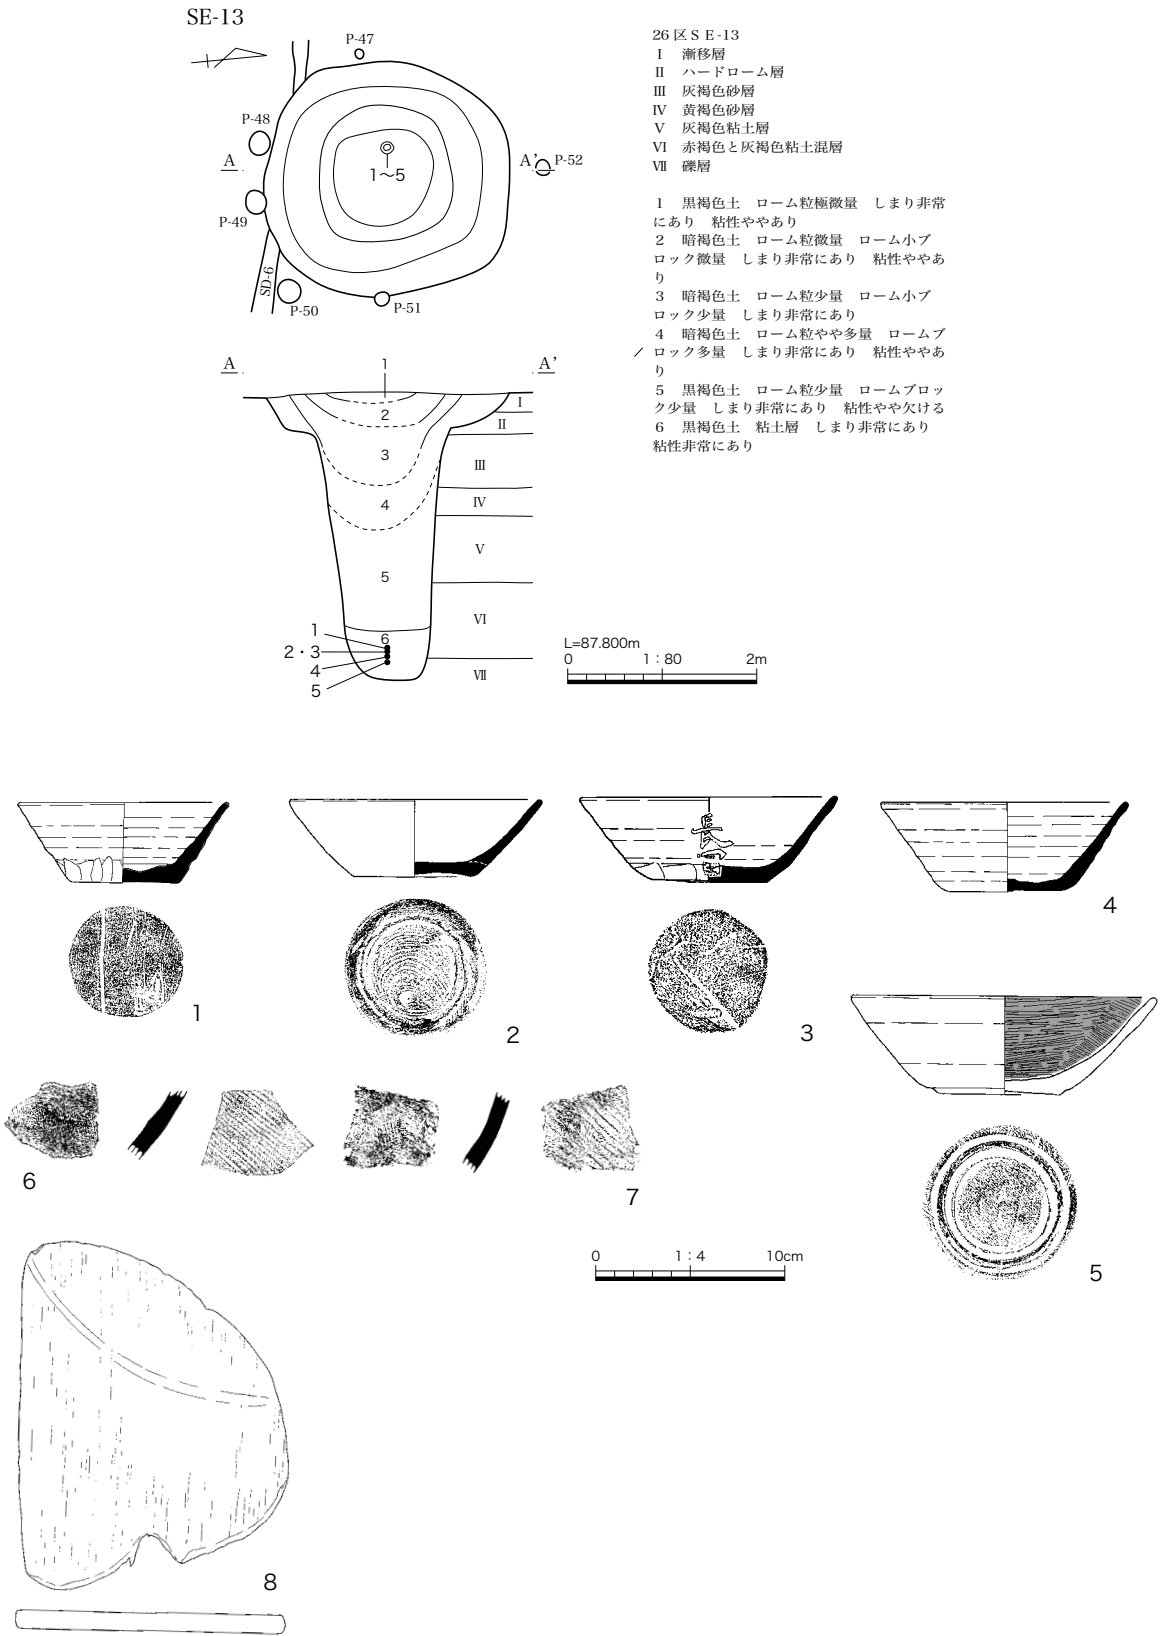 SE-13
P-47
P-48
A
A’
P-52
1～5
P-49
SD-6
P-50
P-51
26 区ＳＥ-13
Ⅰ　漸移層
Ⅱ　ハードローム層
Ⅲ　灰褐色砂層
Ⅳ　黄褐色砂層
Ⅴ　灰褐色粘土層
Ⅵ　赤褐色と灰褐色粘土混層
Ⅶ　礫層
１　黒褐色土　ローム粒極微量　しまり非常
にあり　粘性ややあり
２　暗褐色土　ローム粒微量　ローム小ブ
ロック微量　しまり非常にあり　粘性ややあ
り
３　暗褐色土　ローム粒少量　ローム小ブ
ロック少量　しまり非常にあり
４　暗褐色土　ローム粒やや多量　ロームブ
ロック多量　しまり非常にあり　粘性ややあ
り
５　黒褐色土　ローム粒少量　ロームブロッ
ク少量　しまり非常にあり　粘性やや欠ける
６　黒褐色土　粘土層　しまり非常にあり
粘性非常にあり
A
1
A’
2
Ⅰ
Ⅱ
3
Ⅲ
4
Ⅳ
Ⅴ
5
Ⅵ
6
1
2・3
4
5
Ⅶ
L=87.800m
0
1：80
2m
長
4
1
2
3
6
7
5
0
1：4
10cm
8